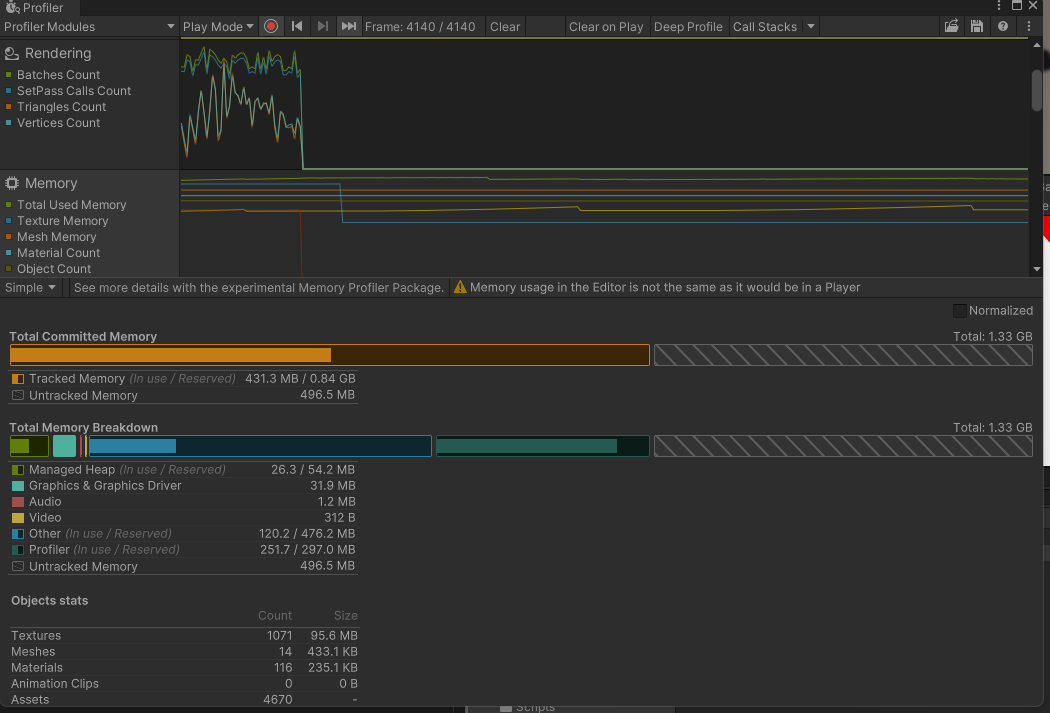 Profiler
Profiler Modules Play Mode Frame: 4140 / 4140 Clear Clear on Play Deep Profile Call Stacks
Rendering
Batches Count
SetPass Calls Count
Triangles Count
Vertices Count
Memory
Total Used Memory
Texture Memory
Mesh Memory
Material Count
Object Count
Simple See more details with the experimental Memory Profiler Package. Memory usage in the Editor is not the same as it would be in a Player
Normalized
Total Committed Memory Total: 1.33 GB
Tracked Memory (In use / Reserved) 431.3 MB / 0.84 GB
Untracked Memory 496.5 MB
Total Memory Breakdown Total: 1.33 GB
Managed Heap (In use / Reserved) 26.3 / 54.2 MB
Graphics & Graphics Driver 31.9 MB
Audio 1.2 MB
Video 312 B
Other (In use / Reserved) 120.2 / 476.2 MB
Profiler (In use / Reserved) 251.7 / 297.0 MB
Untracked Memory 496.5 MB
Objects stats
Count Size
Textures 1071 95.6 MB
Meshes 14 433.1 KB
Materials 116 235.1 KB
Animation Clips 0 0 B
Assets 4670 -
Scripts